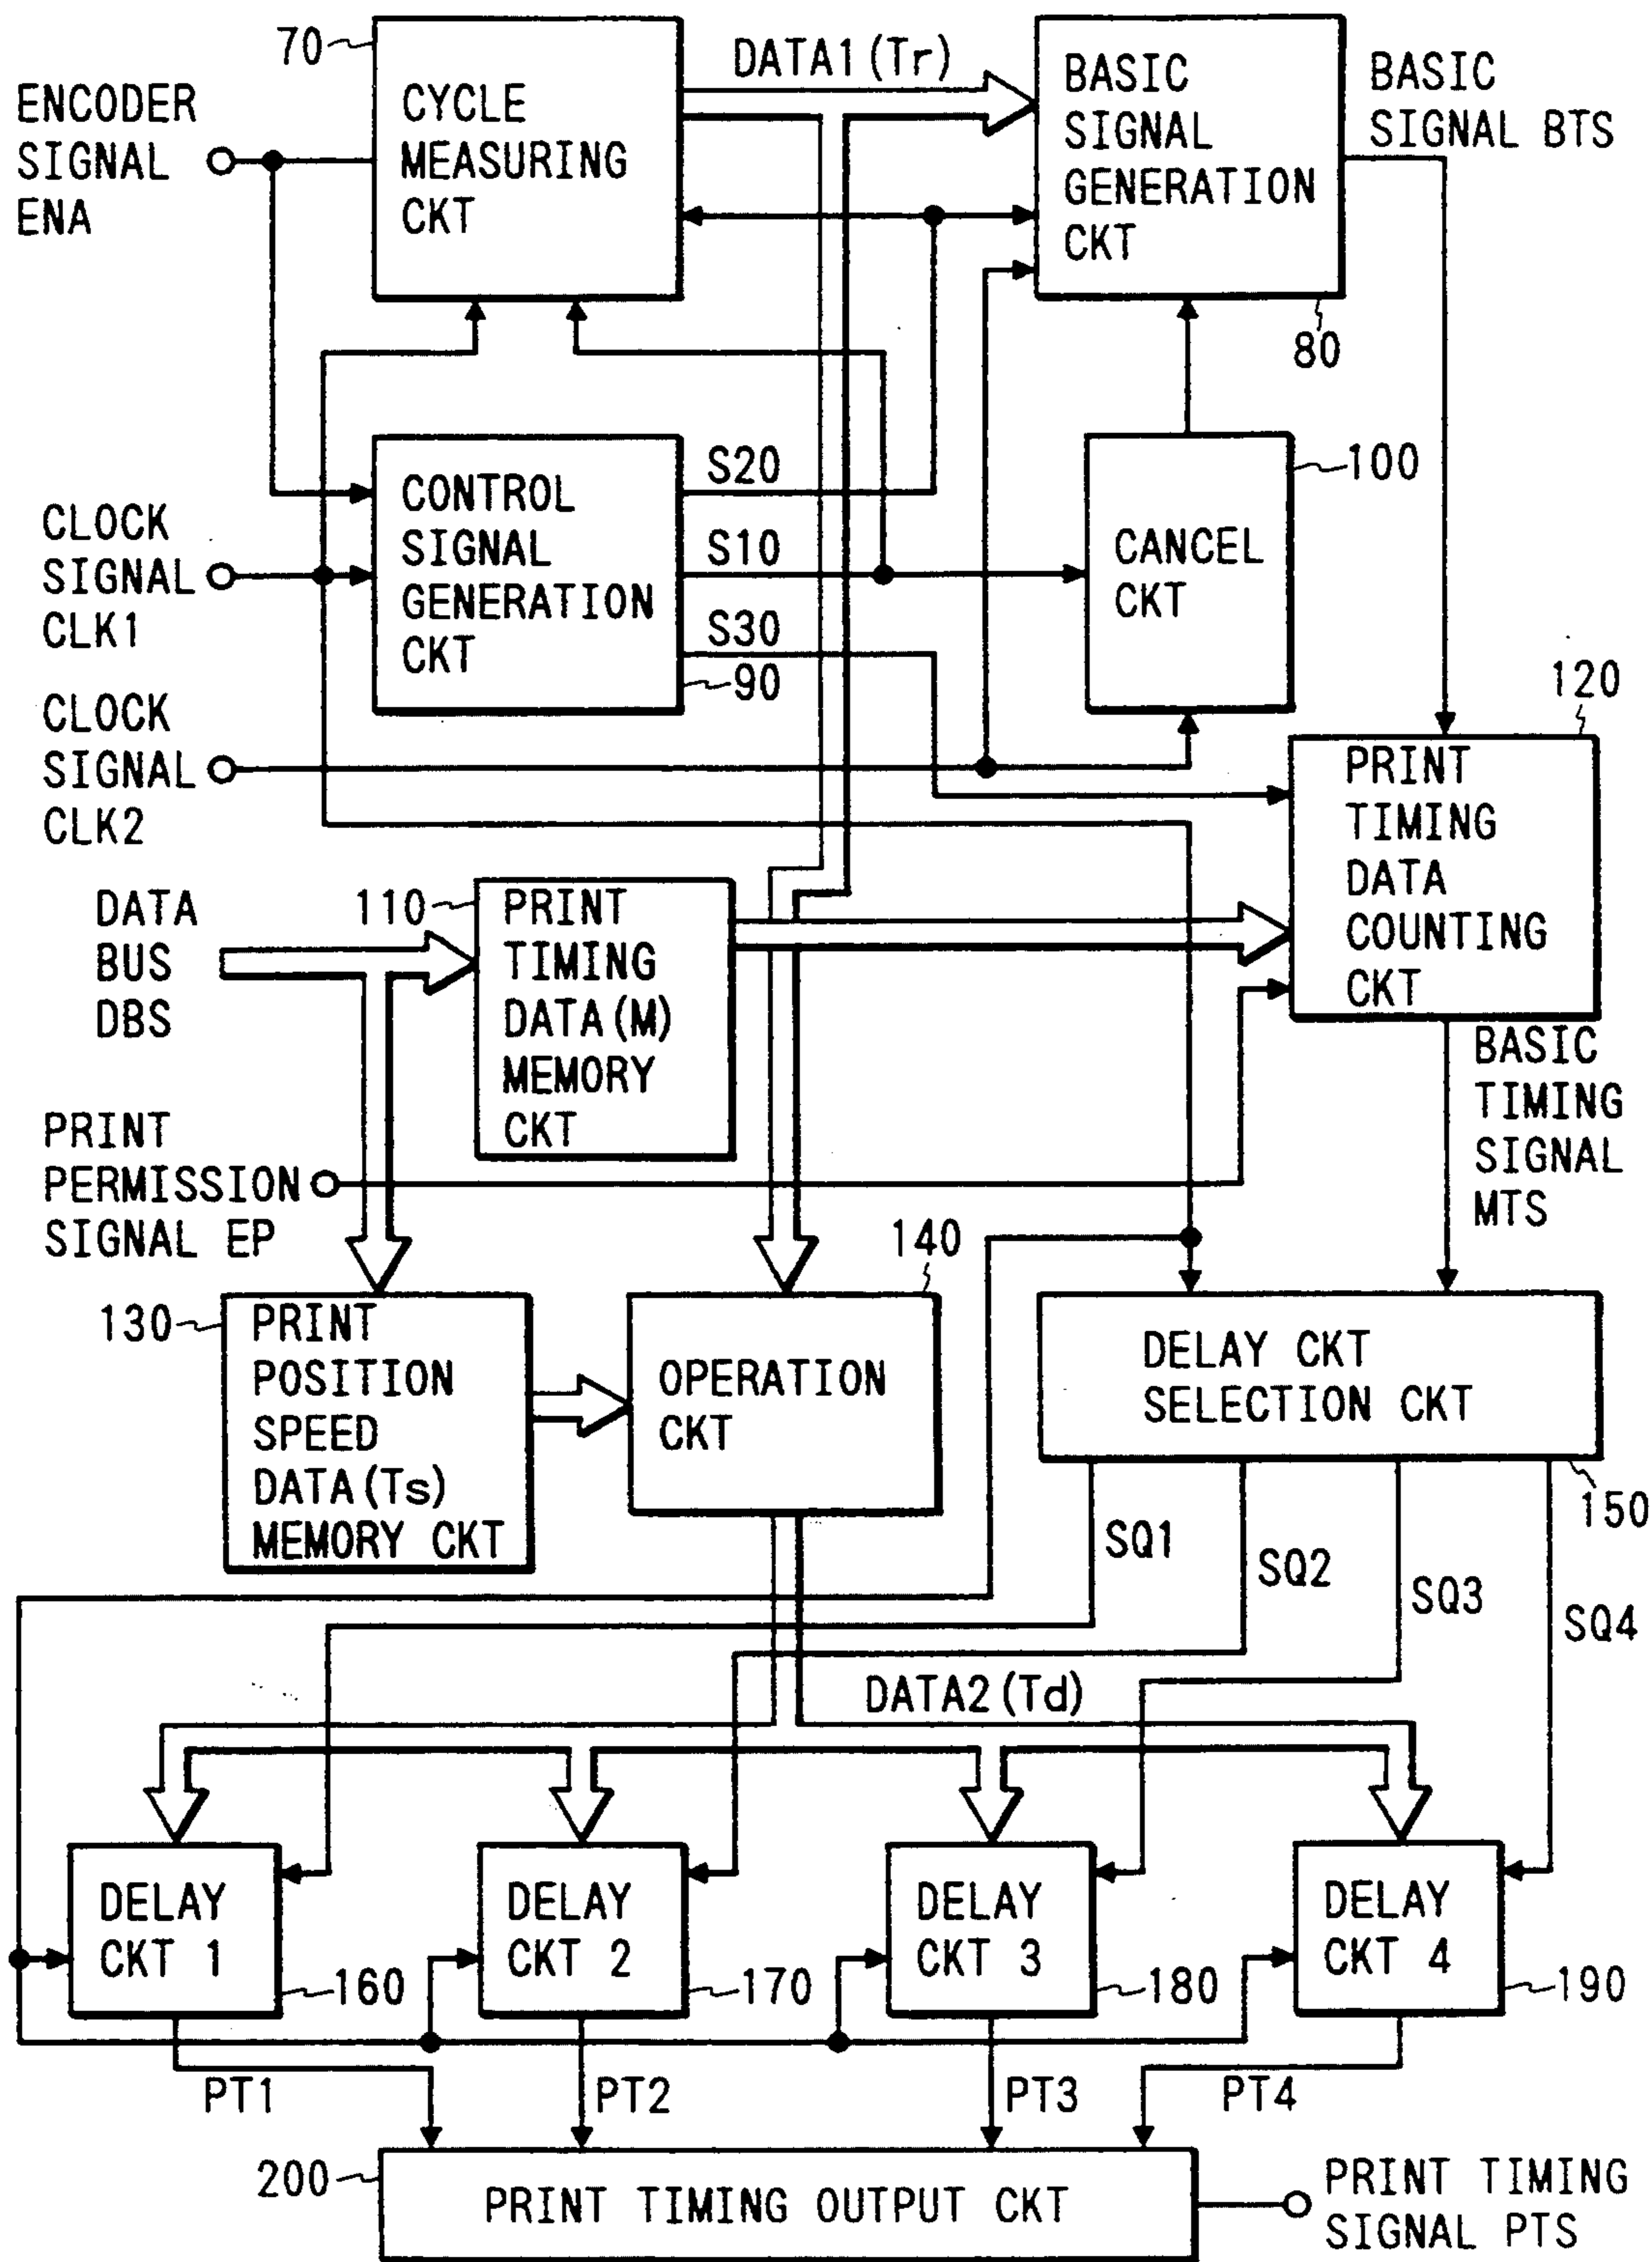 70
ENCODER
SIGNAL
ENA
CYCLE
MEASURING
CKT
DATA1(Tr)
BASIC
SIGNAL
GENERATION
CKT
80
BASIC
SIGNAL BTS
CLOCK
SIGNAL
CLK1
CONTROL
SIGNAL
GENERATION
CKT
90
S20
S10
S30
CANCEL
CKT
100
CLOCK
SIGNAL
CLK2
120
PRINT
TIMING
DATA
COUNTING
CKT
DATA
BUS
DBS
110
PRINT
TIMING
DATA(M)
MEMORY
CKT
BASIC
TIMING
SIGNAL
MTS
PRINT
PERMISSION
SIGNAL EP
130
PRINT
POSITION
SPEED
DATA(Ts)
MEMORY CKT
140
OPERATION
CKT
DELAY CKT
SELECTION CKT
150
SQ1
SQ2
SQ3
SQ4
DATA2(Td)
DELAY
CKT 1
160
DELAY
CKT 2
170
DELAY
CKT 3
180
DELAY
CKT 4
190
PT1
PT2
PT3
PT4
200
PRINT TIMING OUTPUT CKT
PRINT TIMING
SIGNAL PTS